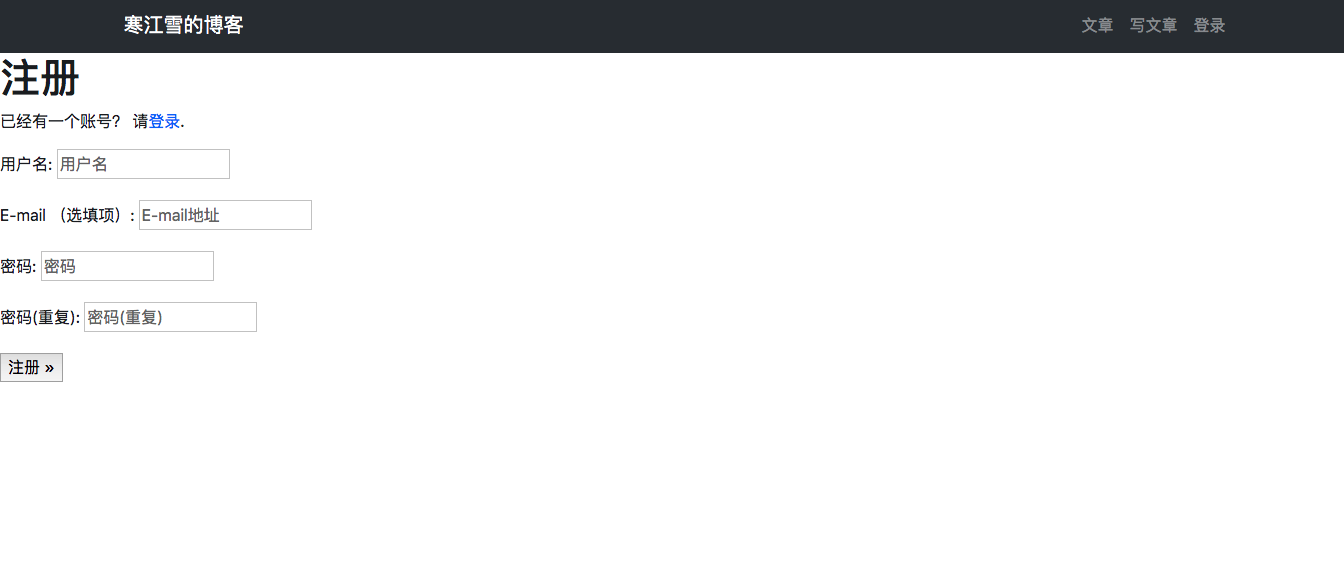 寒江雪的博客 文章 写文章 登录
注册
已经有一个账号? 请登录.
用户名: 用户名
E-mail （选填项）: E-mail地址
密码: 密码
密码(重复): 密码(重复)
注册 »